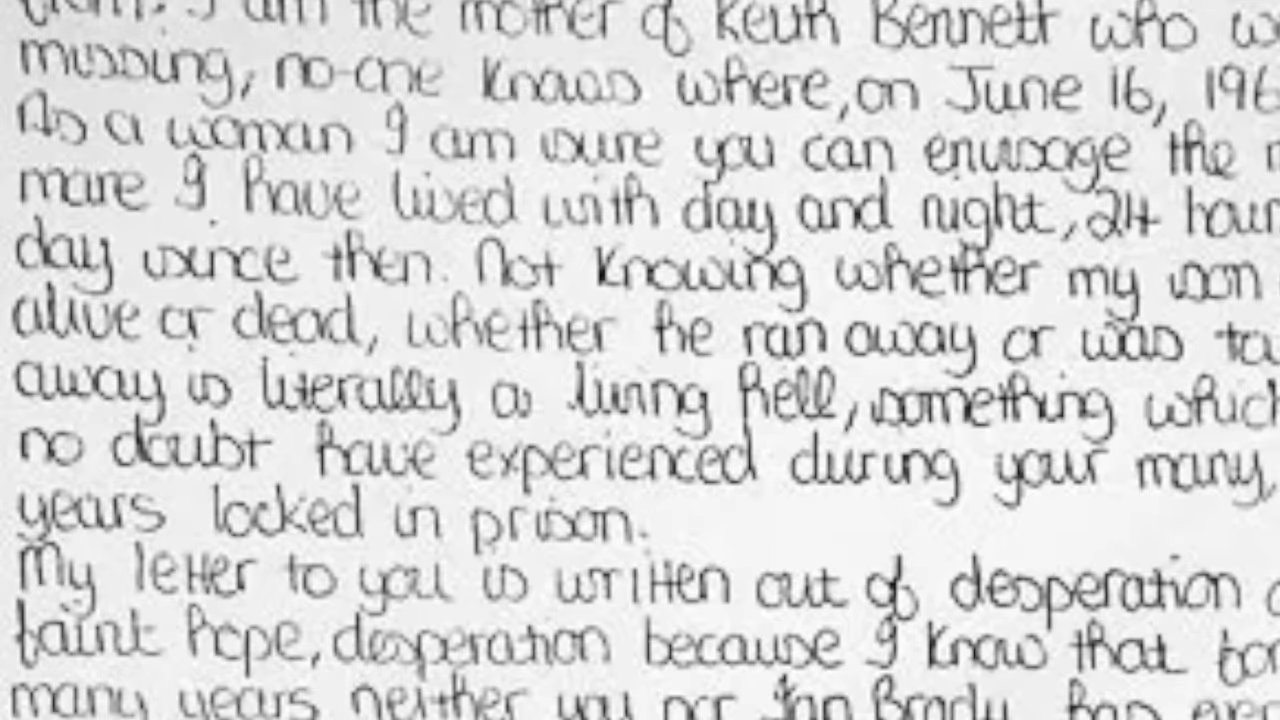 them. I am the mother of Keith Bennett who we
missing, no-one knows where, on June 16, 196
As a woman I am sure you can envisage the n
mare I have lived with day and night, 24 hour
day since then. Not knowing whether my son
alive or dead, whether he ran away or was ta
away is literally a living hell, something which
no doubt have experienced during your many,
years locked in prison.
My letter to you is written out of desperation a
faint hope, desperation because I know that for
many years neither you nor Ian Brady has ever